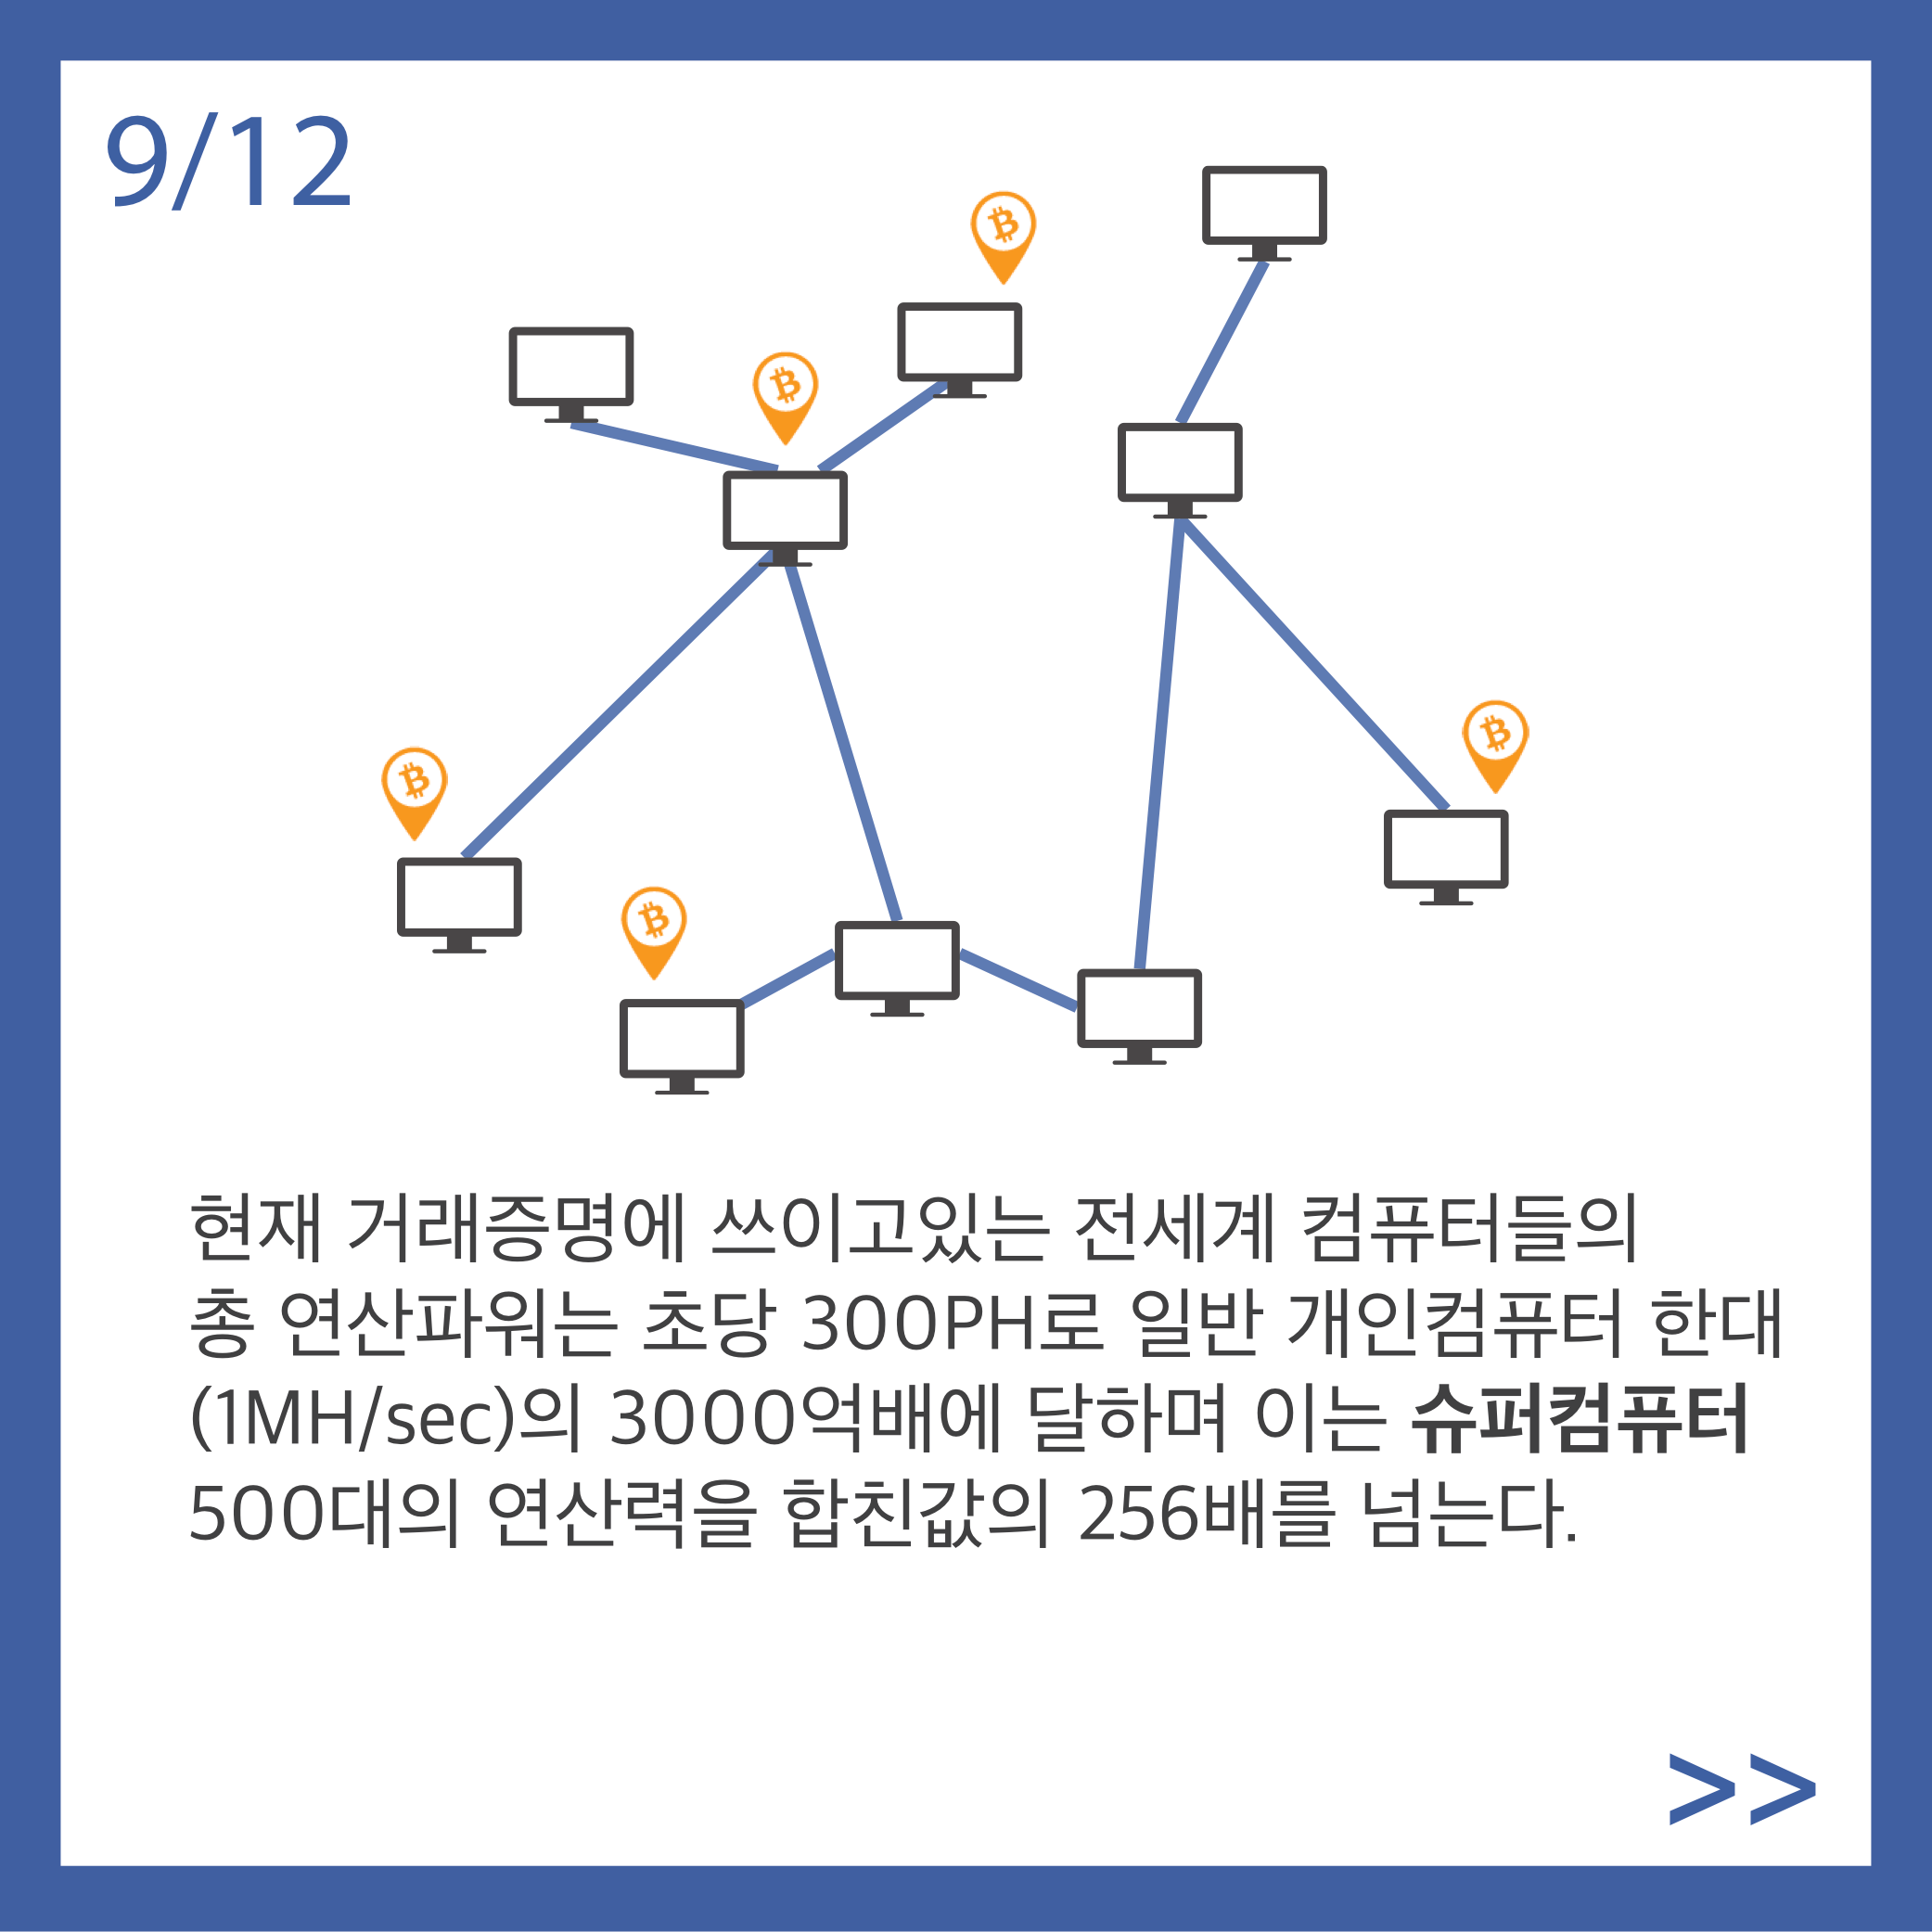 9/12
현재 거래증명에 쓰이고있는 전세계 컴퓨터들의
총 연산파워는 초당 300PH로 일반 개인컴퓨터 한대
(1MH/sec)의 3000억배에 달하며 이는 슈퍼컴퓨터
500대의 연산력을 합친값의 256배를 넘는다.
>>